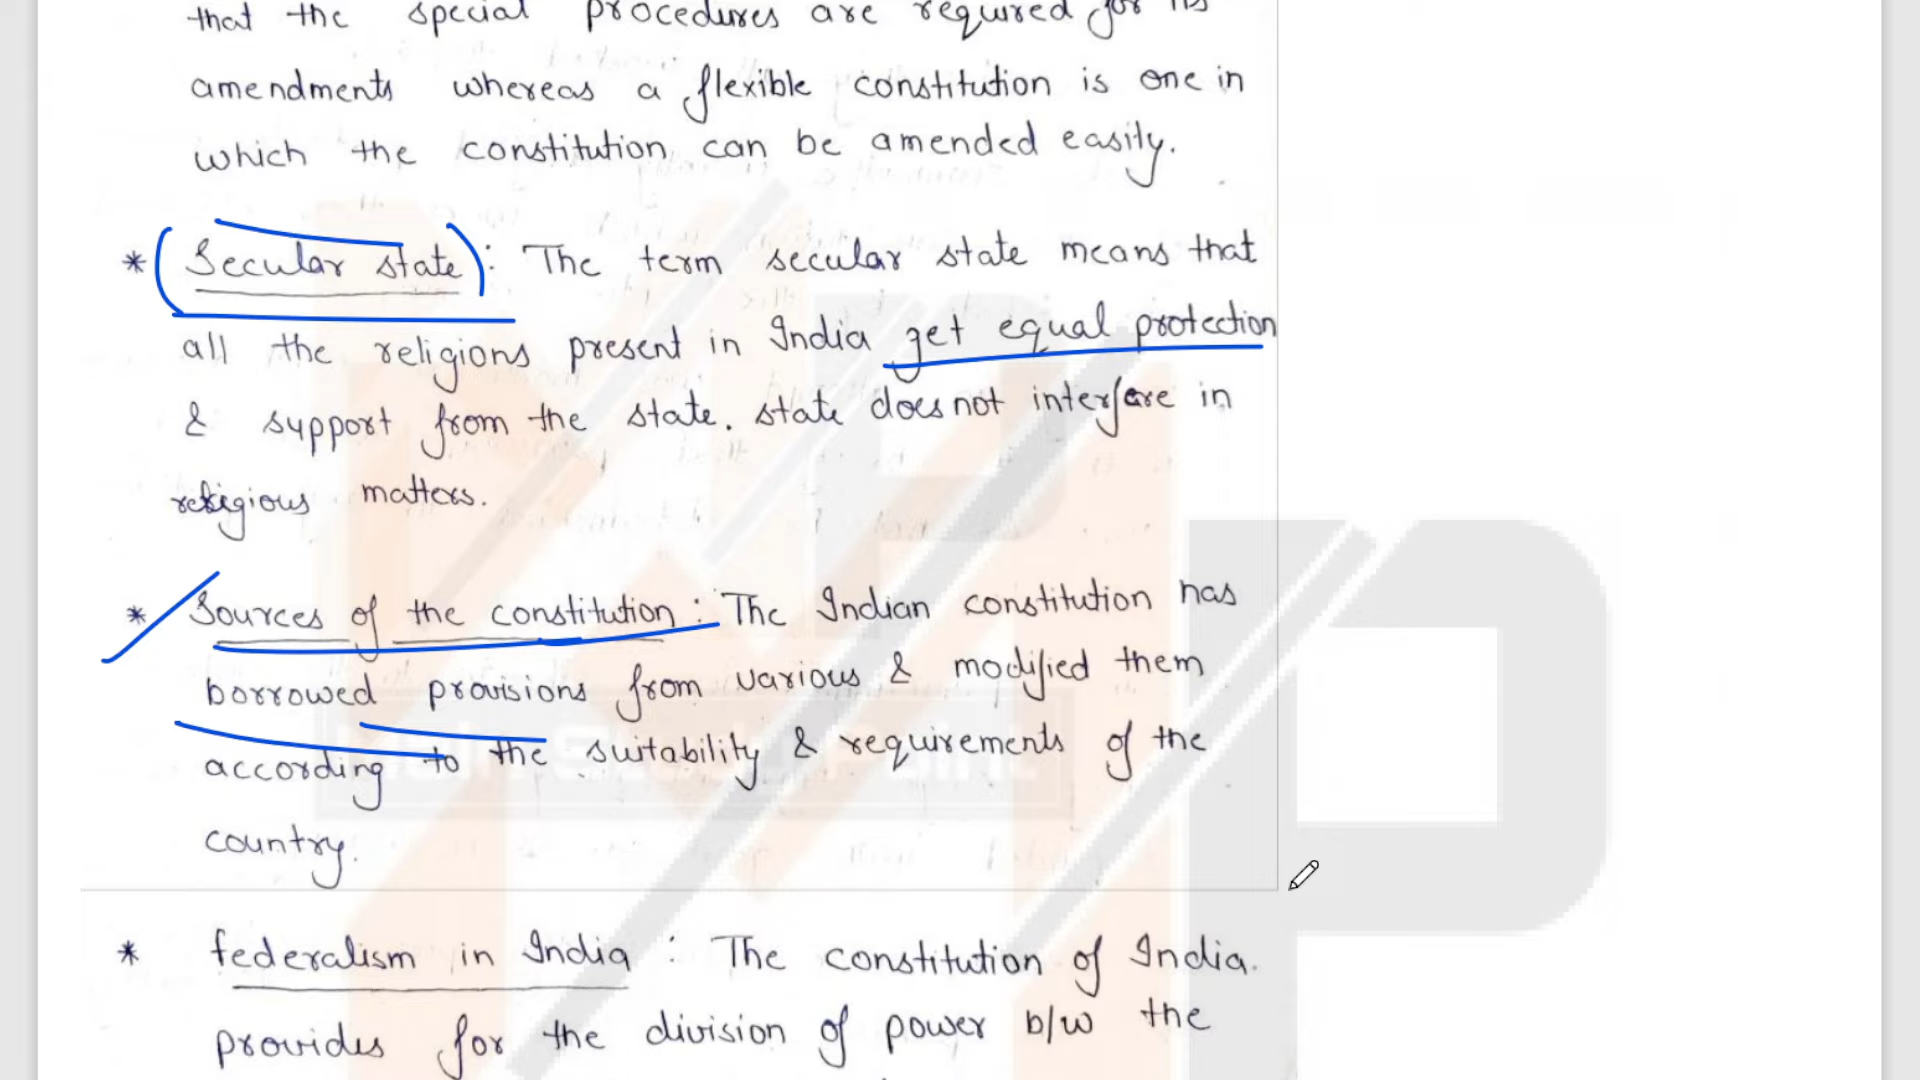 that the special procedures are required for its
amendments whereas a flexible constitution is one in
which the constitution can be amended easily.
* Secular state : The term secular state means that
all the religions present in India get equal protection
& support from the state. state does not interfere in
religious matters.
* Sources of the constitution : The Indian constitution has
borrowed provisions from various & modified them
according to the suitability & requirements of the
country.
* federalism in India : The constitution of India.
provides for the division of power b/w the